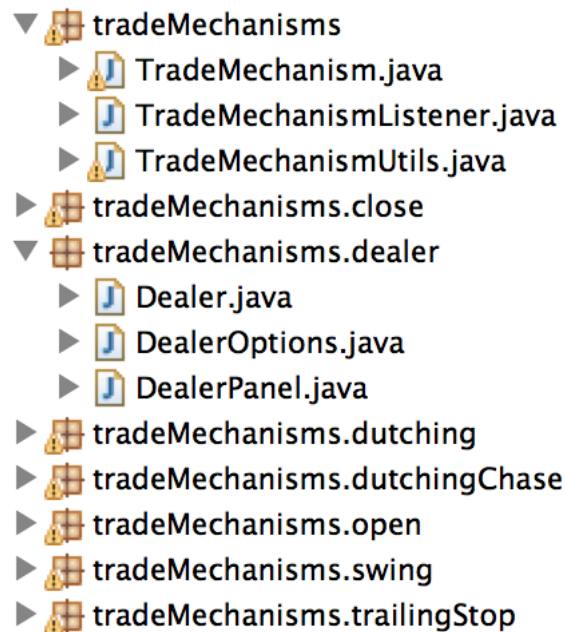 tradeMechanisms
TradeMechanism.java
TradeMechanismListener.java
TradeMechanismUtils.java
tradeMechanisms.close
tradeMechanisms.dealer
Dealer.java
DealerOptions.java
DealerPanel.java
tradeMechanisms.dutching
tradeMechanisms.dutchingChase
tradeMechanisms.open
tradeMechanisms.swing
tradeMechanisms.trailingStop